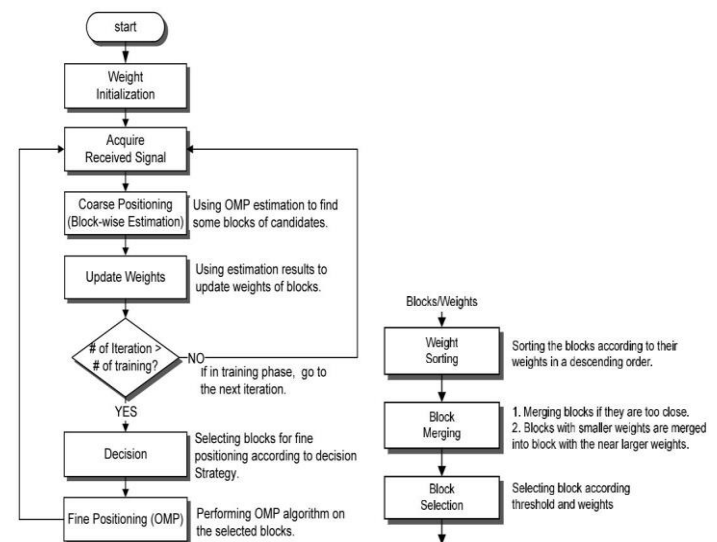 start
Weight
Initialization
Acquire
Received Signal
Coarse Positioning
(Block-wise Estimation)
Using OMP estimation to find
some blocks of candidates.
Update Weights
Using estimation results to
update weights of blocks.
# of Iteration >
# of training?
NO
If in training phase, go to
the next iteration.
YES
Decision
Selecting blocks for fine
positioning according to decision
Strategy.
Fine Positioning (OMP)
Performing OMP algorithm on
the selected blocks.
Blocks/Weights
Weight
Sorting
Sorting the blocks according to their
weights in a descending order.
Block
Merging
1. Merging blocks if they are too close.
2. Blocks with smaller weights are merged
into block with the near larger weights.
Block
Selection
Selecting block according
threshold and weights